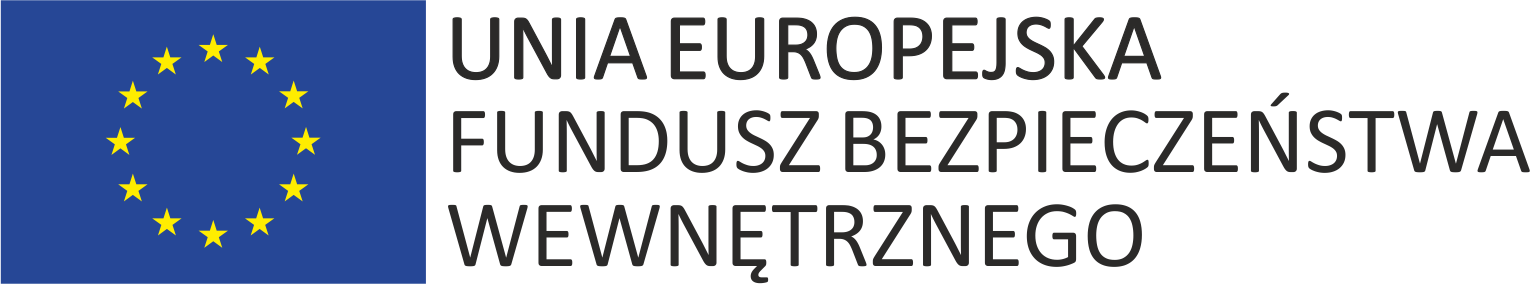 UNIA EUROPEJSKA
FUNDUSZ BEZPIECZEŃSTWA
WEWNĘTRZNEGO